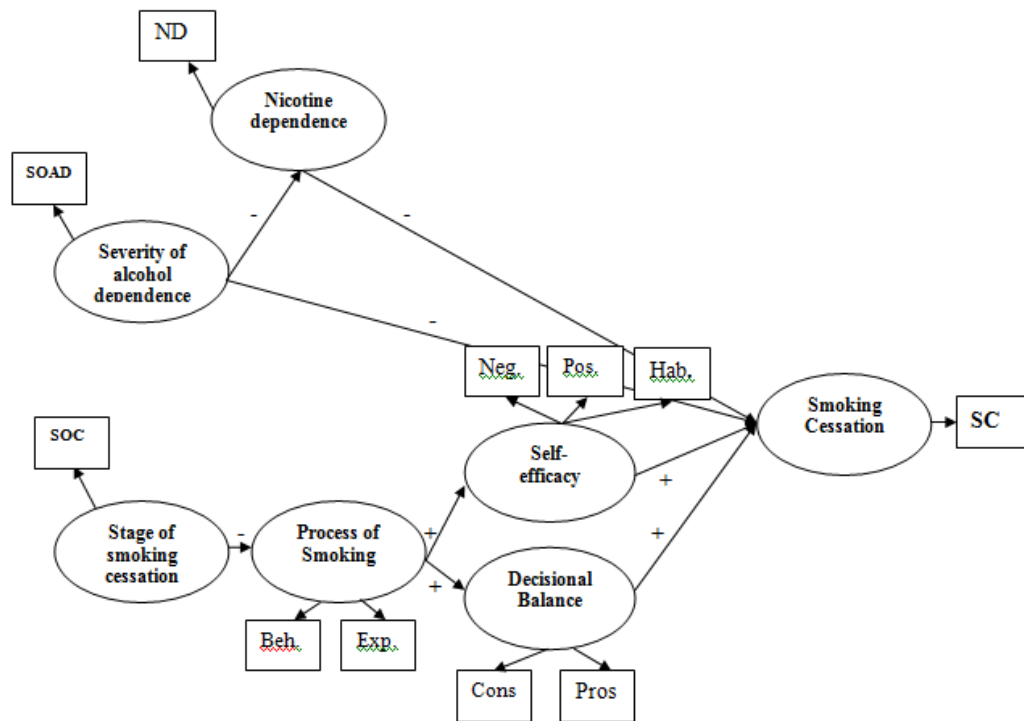 ND
Nicotine
dependence
SOAD
Severity of
alcohol
dependence
-
-
-
Neg.
Pos.
Hab.
Smoking
Cessation
SC
SOC
Self-
efficacy
+
Stage of
smoking
cessation
-
Process of
Smoking
+
+
+
Decisional
Balance
Beh.
Exp.
Cons
Pros